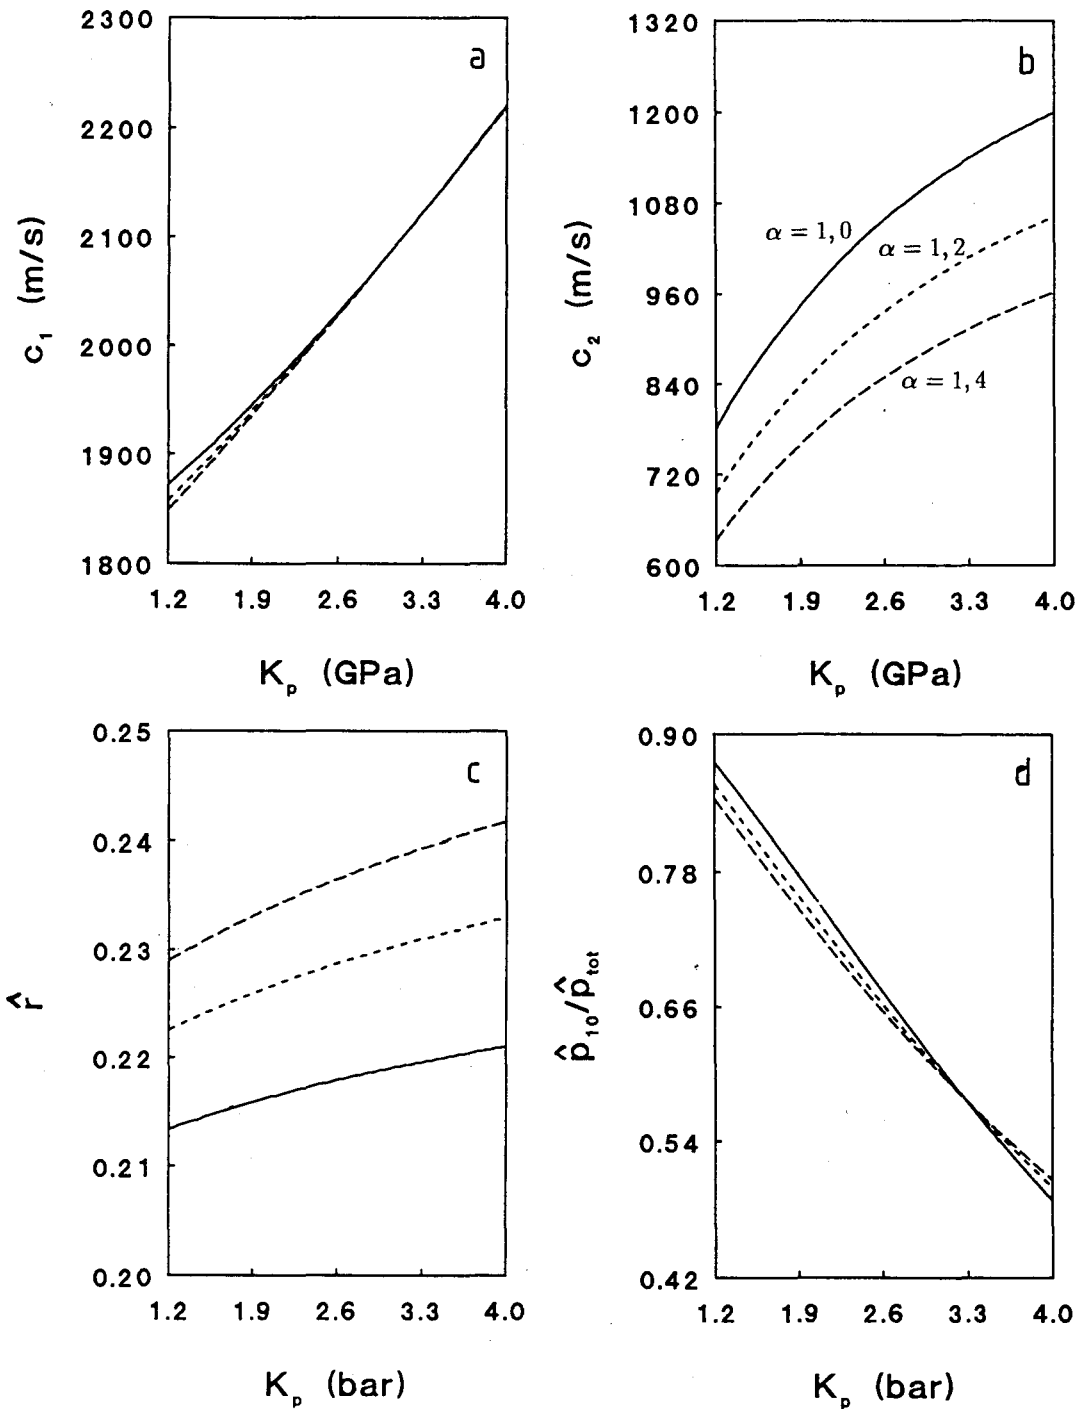 2300
2200
2100
2000
1900
1800
c₁ (m/s)
a
1.2 1.9 2.6 3.3 4.0
Kₚ (GPa)
1320
1200
1080
960
840
720
600
c₂ (m/s)
b
α = 1,0
α = 1,2
α = 1,4
1.2 1.9 2.6 3.3 4.0
Kₚ (GPa)
0.25
0.24
0.23
0.22
0.21
0.20
r̂
c
1.2 1.9 2.6 3.3 4.0
Kₚ (bar)
0.90
0.78
0.66
0.54
0.42
p̂₁₀/p̂tot
d
1.2 1.9 2.6 3.3 4.0
Kₚ (bar)